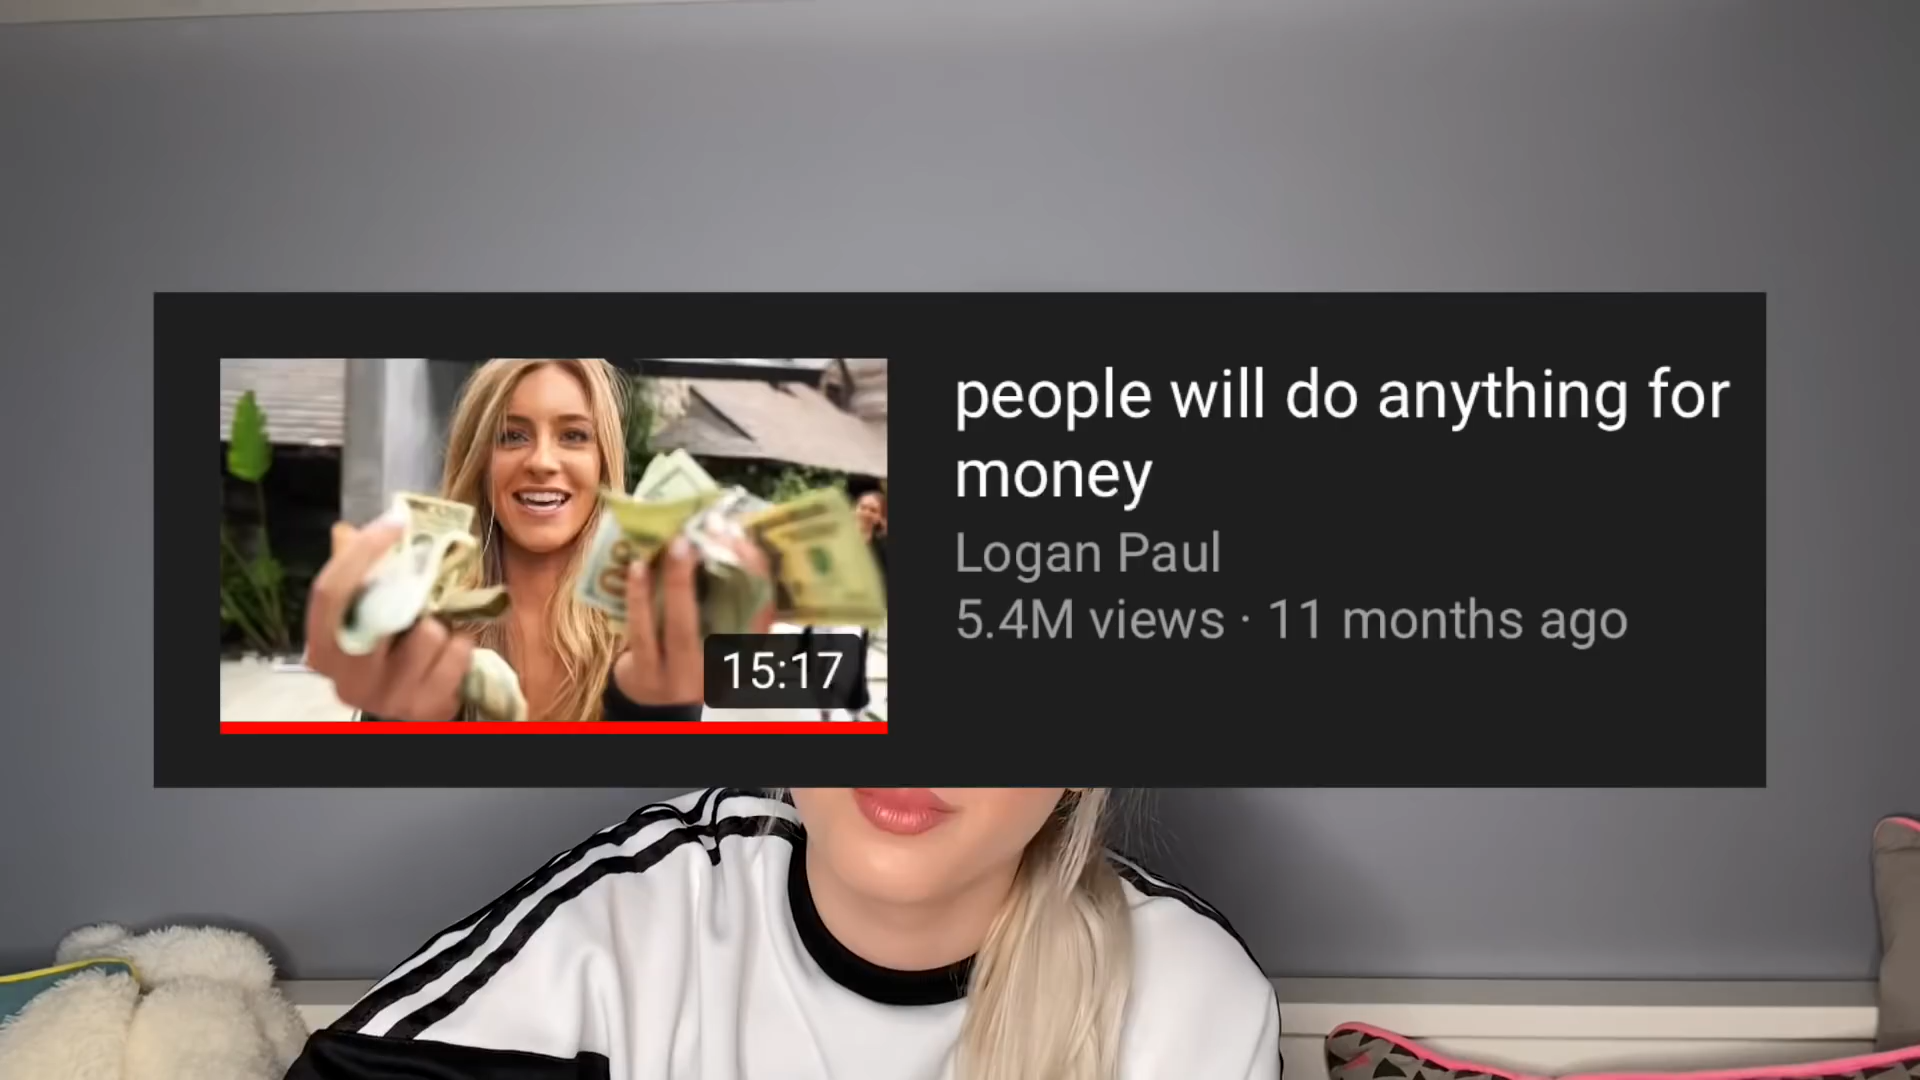 people will do anything for
money
Logan Paul
5.4M views · 11 months ago
15:17